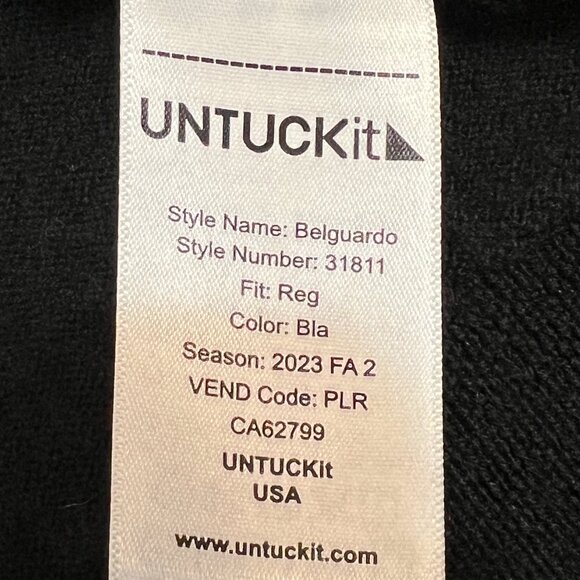 UNTUCKit
Style Name: Belguardo
Style Number: 31811
Fit: Reg
Color: Bla
Season: 2023 FA 2
VEND Code: PLR
CA62799
UNTUCKit
USA
www.untuckit.com